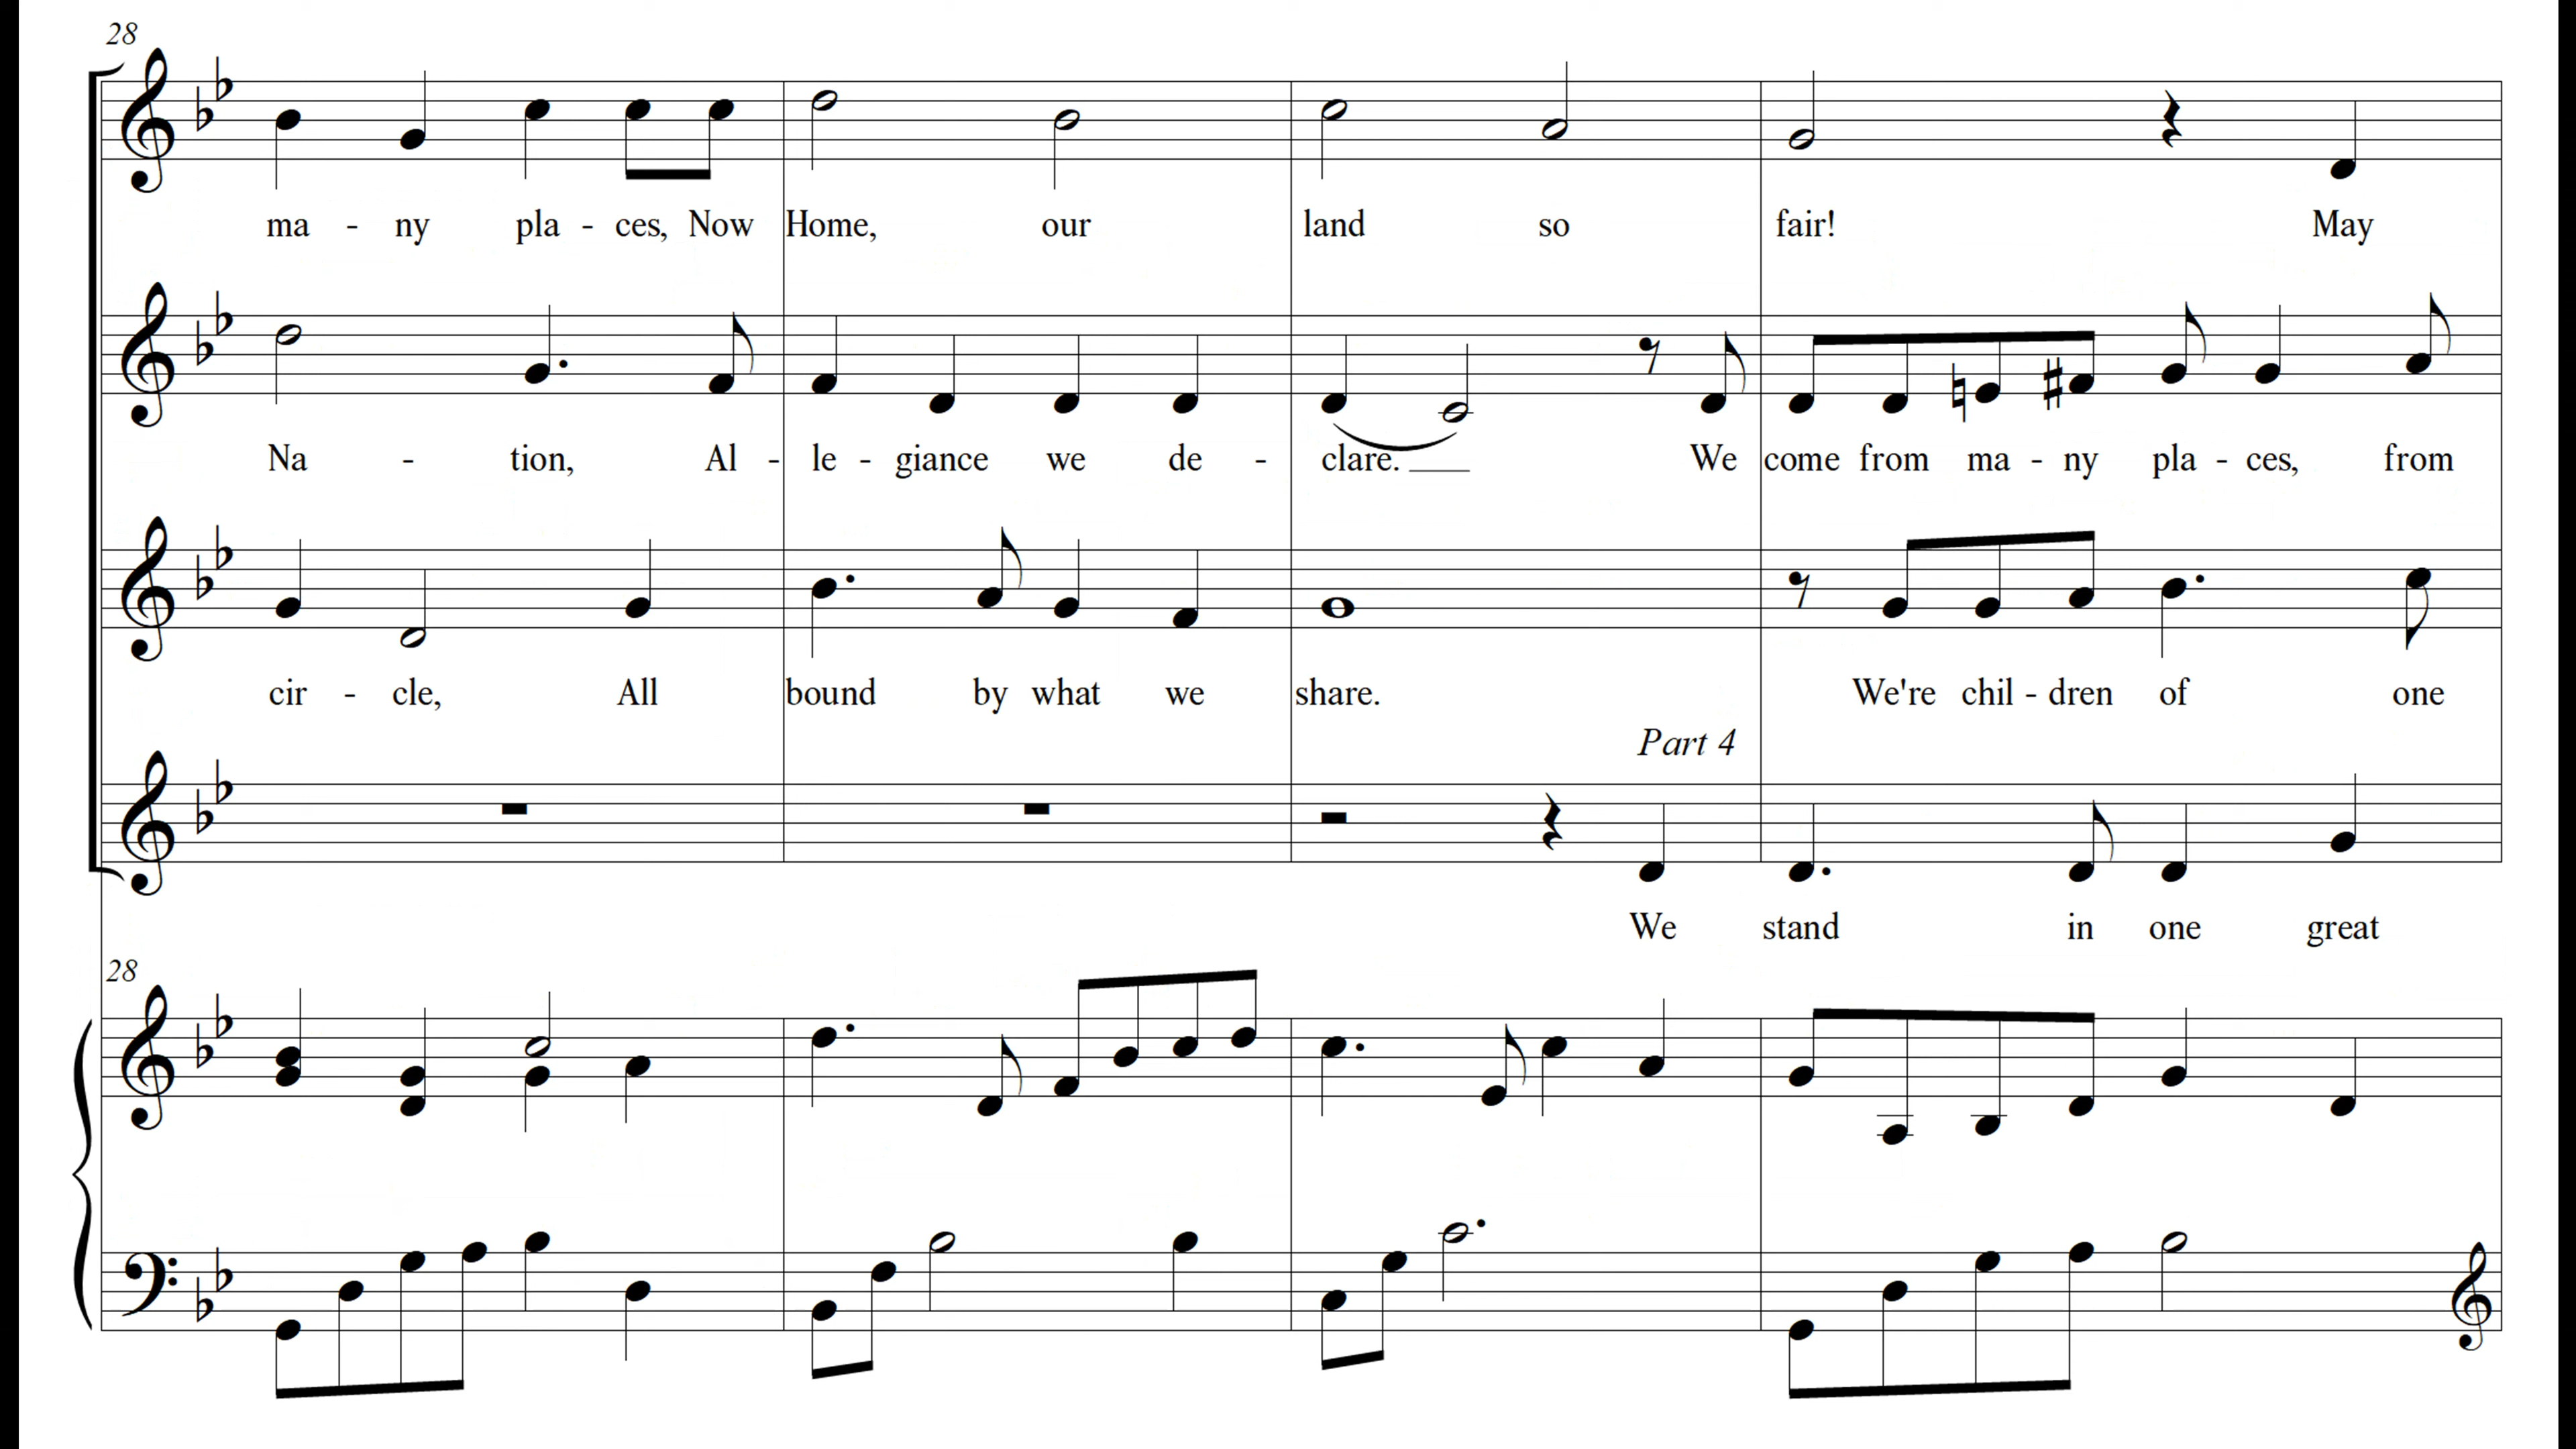 28
ma - ny pla - ces, Now Home, our land so fair! May
Na - tion, Al - le - giance we de - clare. We come from ma - ny pla - ces, from
cir - cle, All bound by what we share. We're chil - dren of one
Part 4
We stand in one great
28